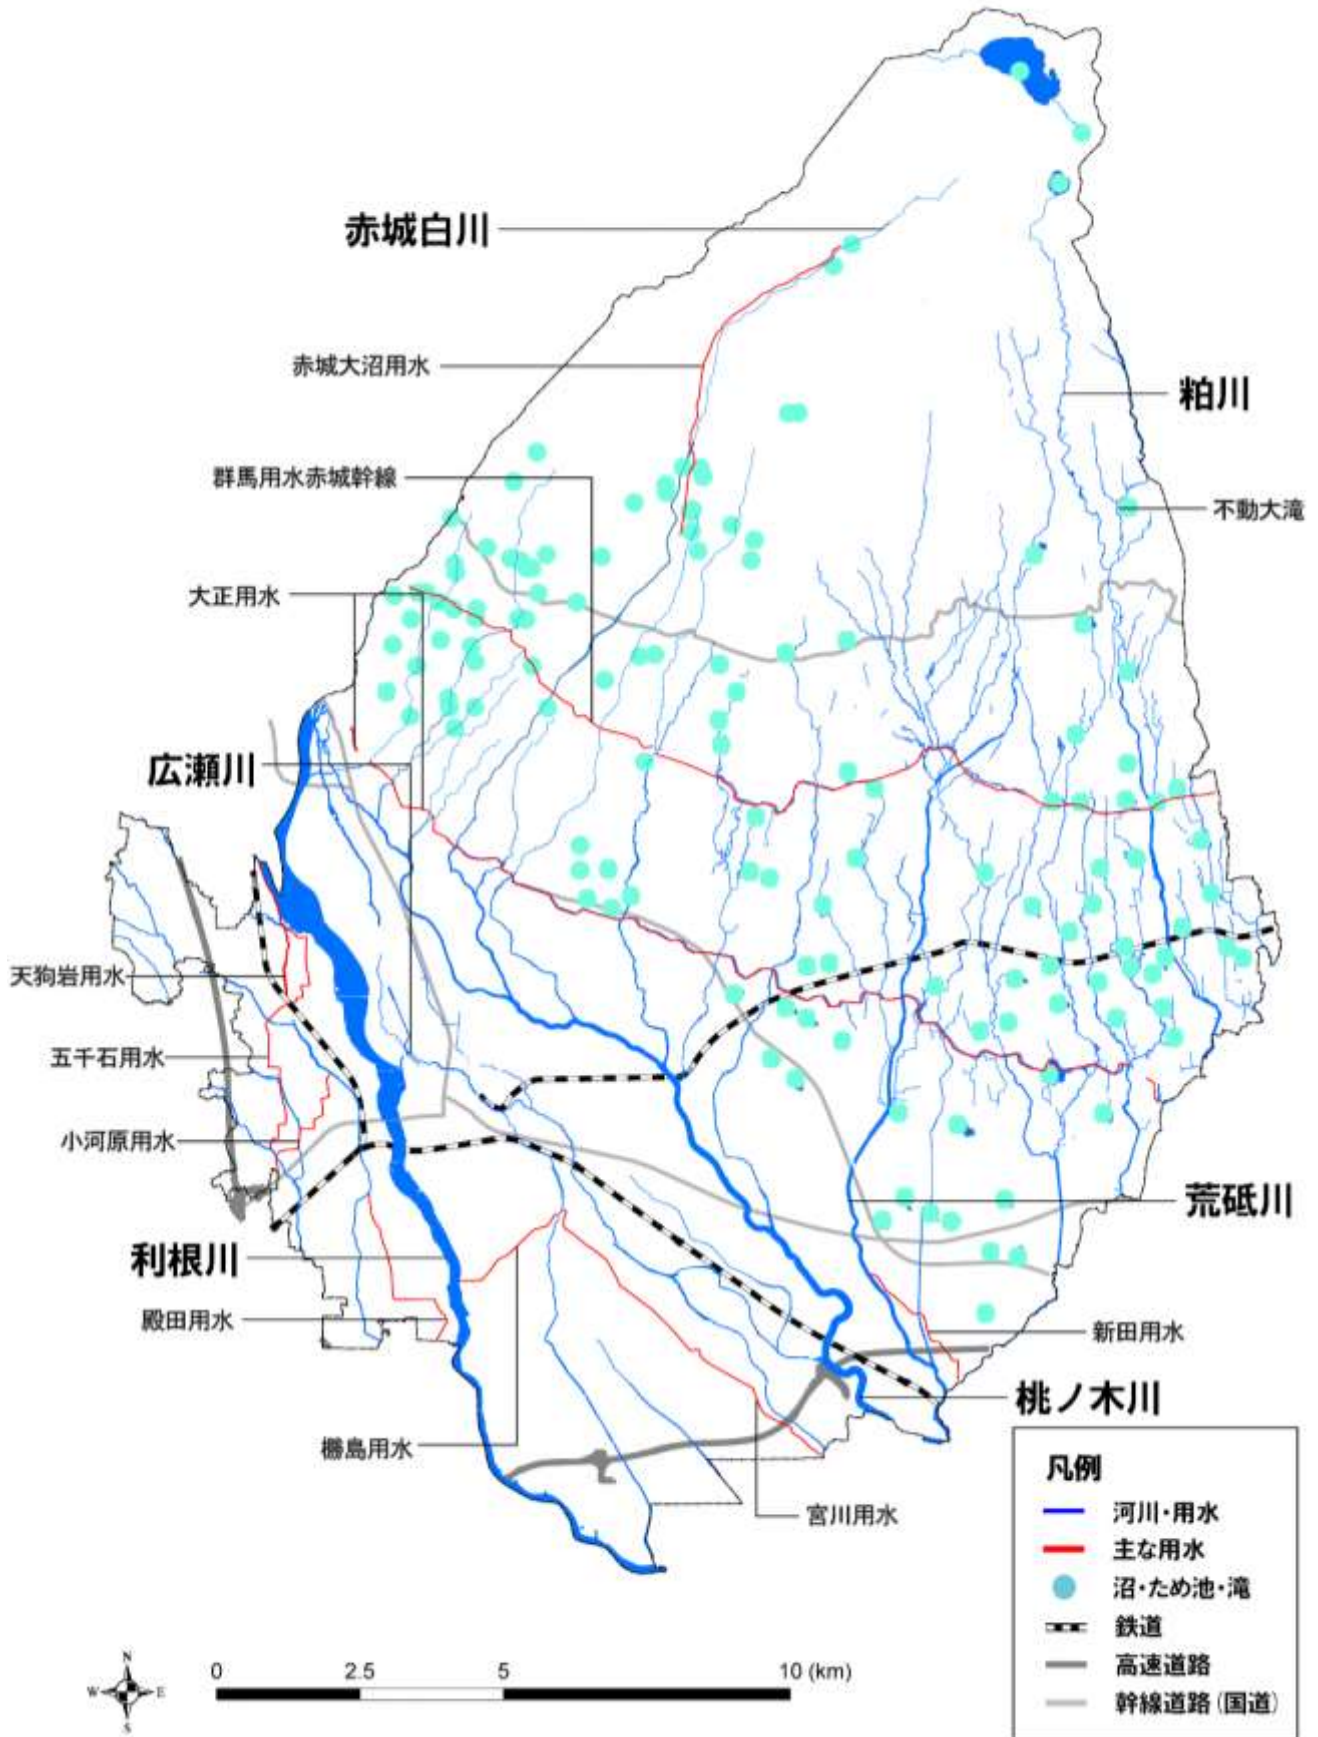 赤城白川
赤城大沼用水
粕川
群馬用水赤城幹線
不動大滝
大正用水
広瀬川
天狗岩用水
五千石用水
小河原用水
荒砥川
利根川
殿田用水
新田用水
桃ノ木川
櫤島用水
宮川用水
凡例
河川・用水
主な用水
沼・ため池・滝
鉄道
高速道路
幹線道路(国道)
N
W E
S
0 2.5 5 10 (km)